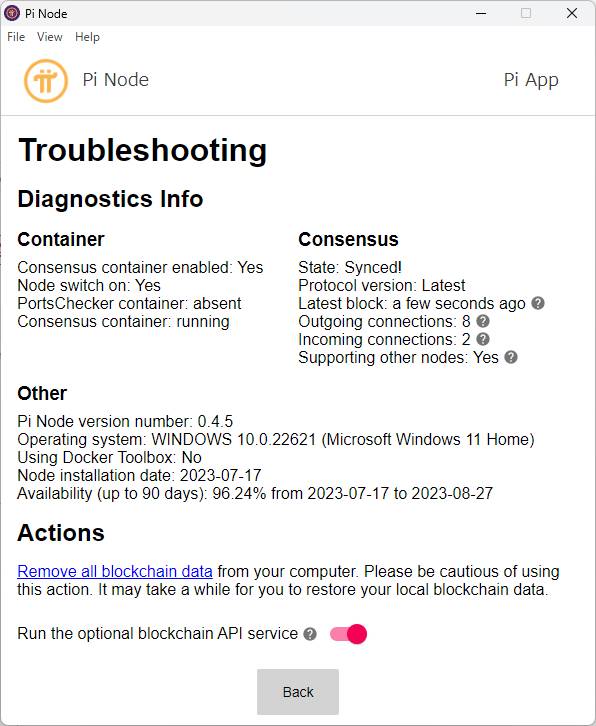 Pi Node
File View Help
Pi Node
Pi App
Troubleshooting
Diagnostics Info
Container
Consensus container enabled: Yes
Node switch on: Yes
PortsChecker container: absent
Consensus container: running
Consensus
State: Synced!
Protocol version: Latest
Latest block: a few seconds ago ?
Outgoing connections: 8 ?
Incoming connections: 2 ?
Supporting other nodes: Yes ?
Other
Pi Node version number: 0.4.5
Operating system: WINDOWS 10.0.22621 (Microsoft Windows 11 Home)
Using Docker Toolbox: No
Node installation date: 2023-07-17
Availability (up to 90 days): 96.24% from 2023-07-17 to 2023-08-27
Actions
Remove all blockchain data from your computer. Please be cautious of using
this action. It may take a while for you to restore your local blockchain data.
Run the optional blockchain API service ?
Back